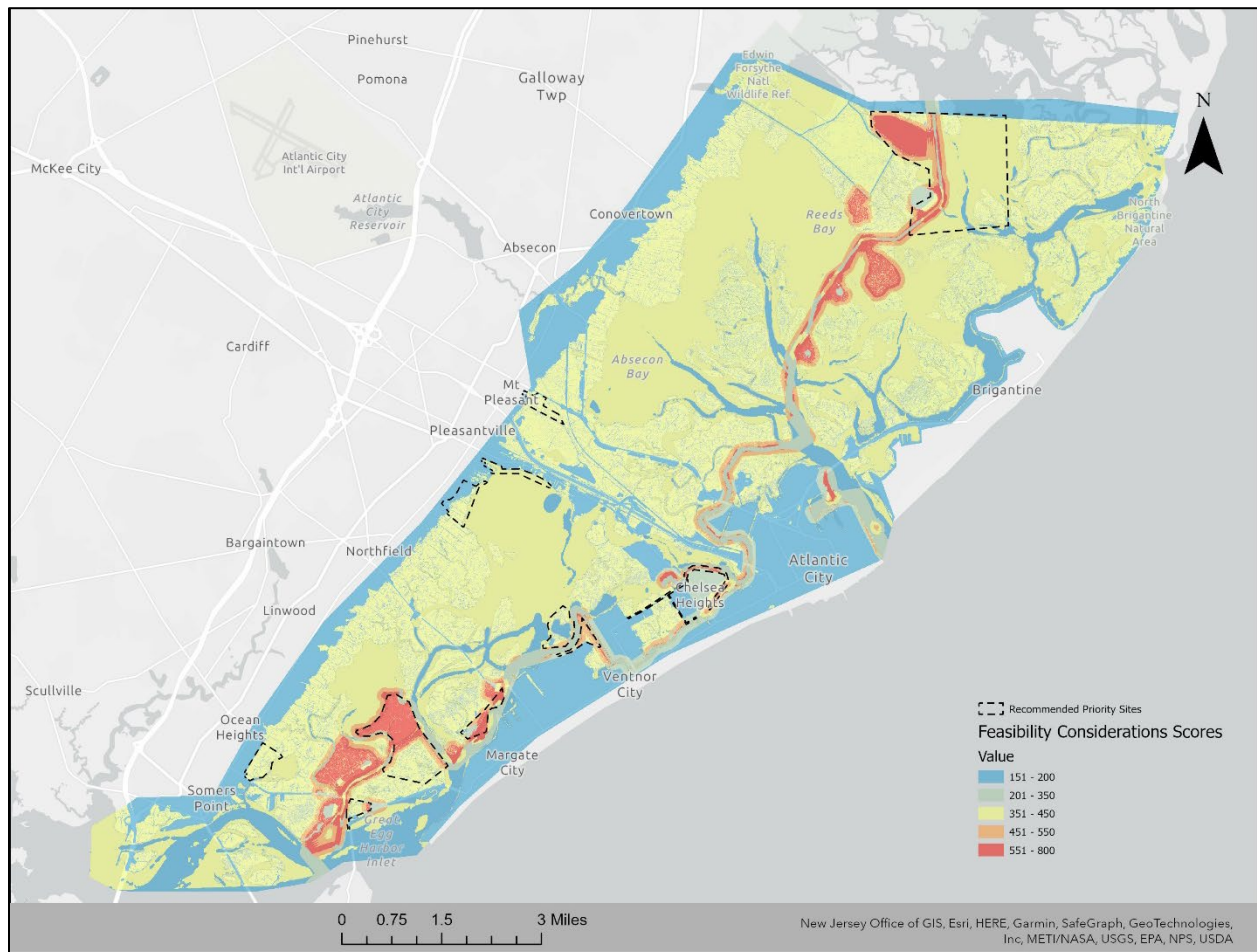 Pinehurst
Pomona
Galloway
Twp
Edwin
Forsythe
Natl
Wildlife Ref.
N
McKee City
Atlantic City
Int'l Airport
Atlantic
City
Reservoir
Conovertown
Reeds
Bay
North
Brigantine
Natural
Area
Absecon
Cardiff
Absecon
Bay
Brigantine
Mt
Pleasant
Pleasantville
Bargaintown
Northfield
Atlantic
City
Chelsea
Heights
Linwood
Ventnor
City
Scullville
Ocean
Heights
Margate
City
Somers
Point
Great
Egg
Harbor
Inlet
Recommended Priority Sites
Feasibility Considerations Scores
Value
151 - 200
201 - 350
351 - 450
451 - 550
551 - 800
0 0.75 1.5 3 Miles
New Jersey Office of GIS, Esri, HERE, Garmin, SafeGraph, GeoTechnologies,
Inc, METI/NASA, USGS, EPA, NPS, USDA